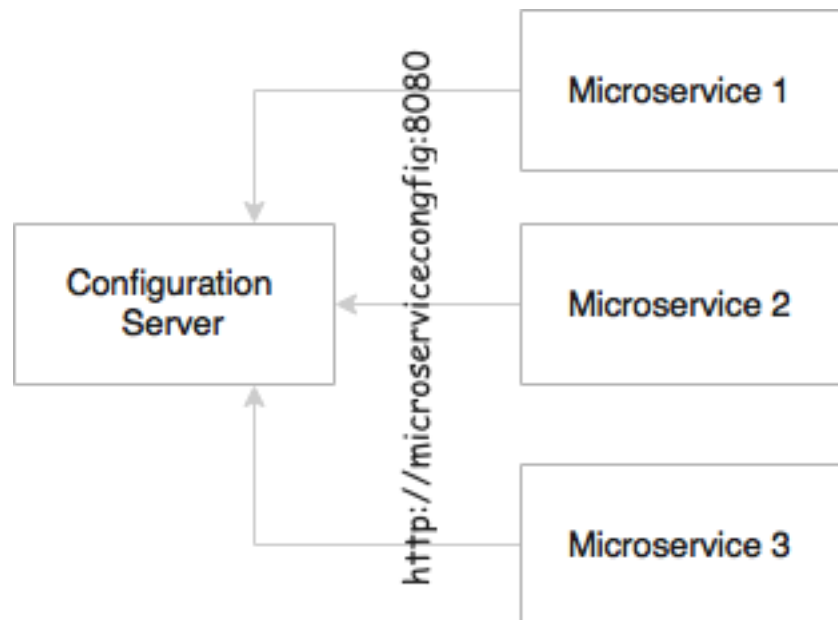 Microservice 1
http://microservicecongfig:8080
Configuration
Server
Microservice 2
Microservice 3